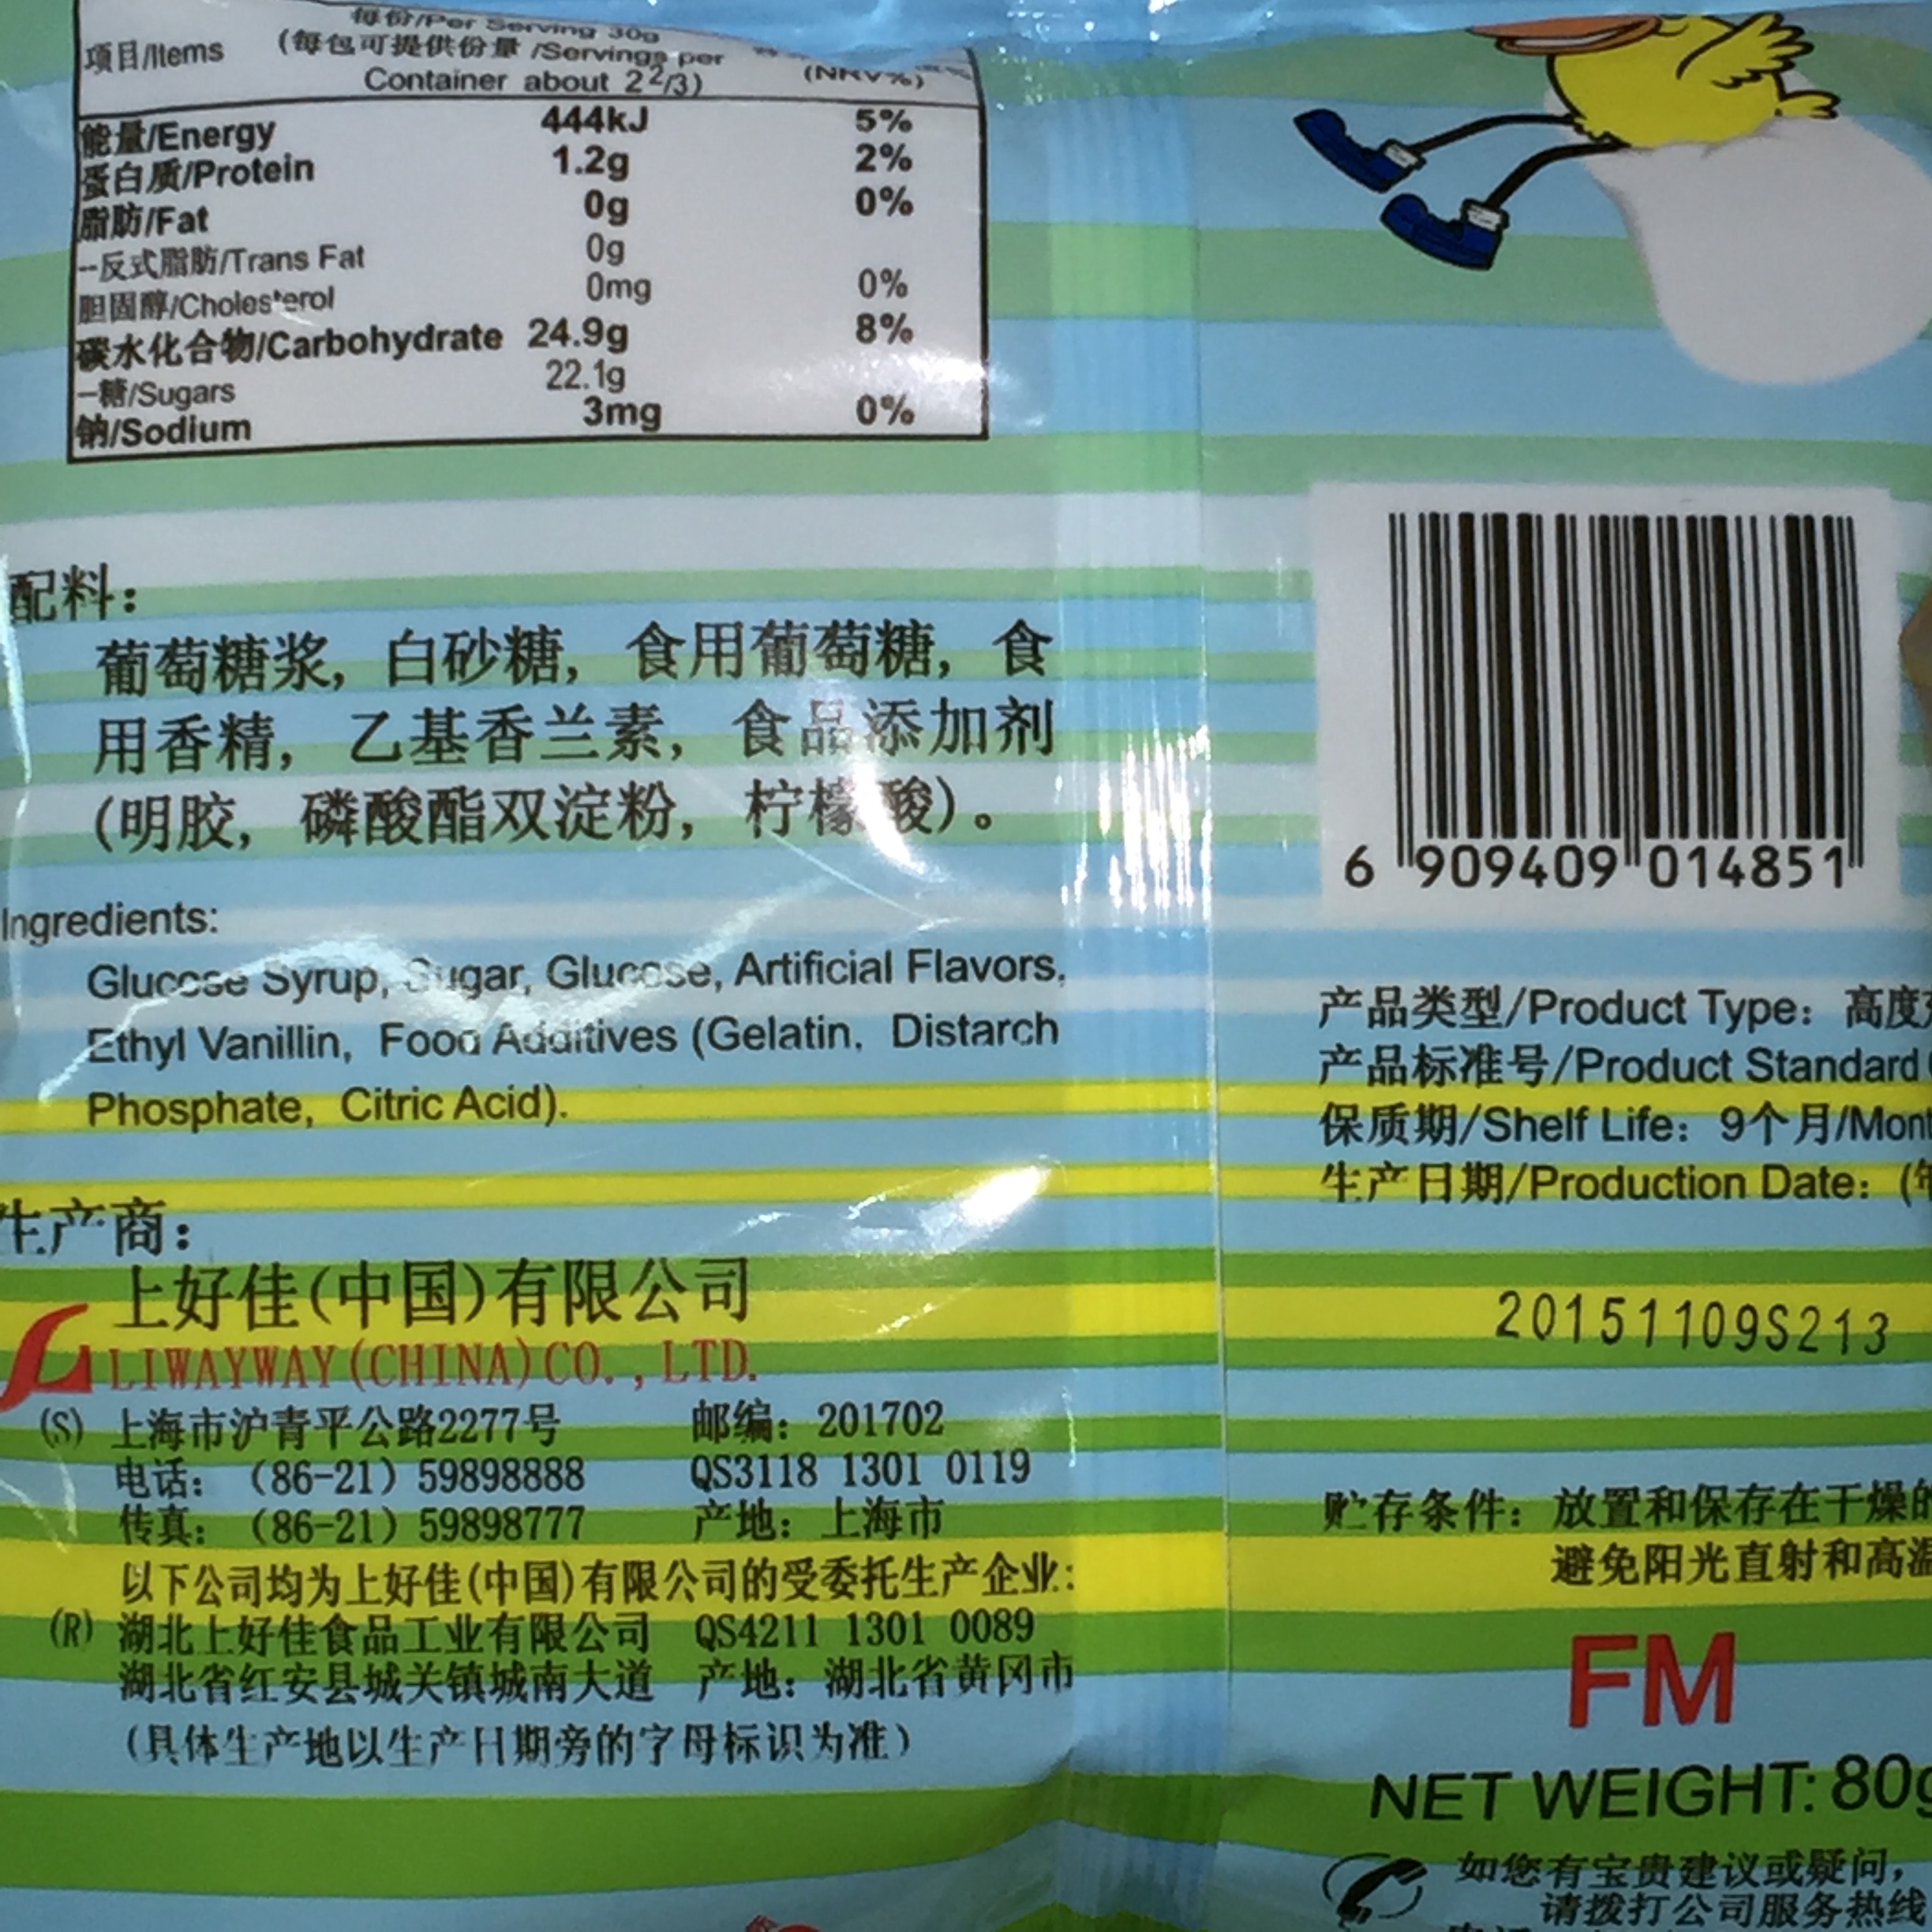 每份/Per Serving 30g
项目/Items (每包可提供份量/Servings per
Container about 2 2/3) (NRV%)
能量/Energy 444kJ 5%
蛋白质/Protein 1.2g 2%
脂肪/Fat 0g 0%
--反式脂肪/Trans Fat 0g
胆固醇/Cholesterol 0mg 0%
碳水化合物/Carbohydrate 24.9g 8%
—糖/Sugars 22.1g
钠/Sodium 3mg 0%
配料：
葡萄糖浆, 白砂糖, 食用葡萄糖, 食
用香精, 乙基香兰素, 食品添加剂
(明胶, 磷酸酯双淀粉, 柠檬酸)。
Ingredients:
Glucose Syrup, Sugar, Glucose, Artificial Flavors,
Ethyl Vanillin, Food Additives (Gelatin, Distarch
Phosphate, Citric Acid).
生产商：
上好佳(中国)有限公司
LIWAYWAY (CHINA) CO., LTD.
(S) 上海市沪青平公路2277号 邮编：201702
电话：(86-21) 59898888 QS3118 1301 0119
传真：(86-21) 59898777 产地：上海市
以下公司均为上好佳(中国)有限公司的受委托生产企业：
(R) 湖北上好佳食品工业有限公司 QS4211 1301 0089
湖北省红安县城关镇城南大道 产地：湖北省黄冈市
(具体生产地以生产日期旁的字母标识为准)
6 909409 014851
产品类型/Product Type：高度
产品标准号/Product Standard
保质期/Shelf Life：9个月/Mon
生产日期/Production Date：(
20151109S213
贮存条件：放置和保存在干燥的
避免阳光直射和高温
FM
NET WEIGHT: 80g
如您有宝贵建议或疑问,
请拨打公司服务热线